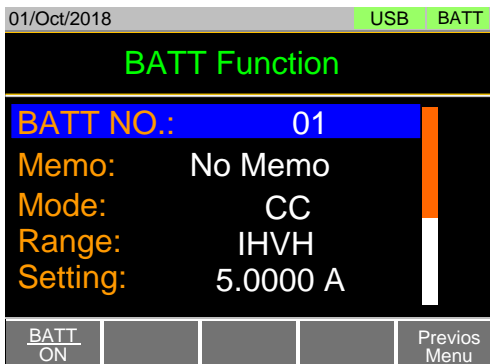 01/Oct/2018 USB BATT
BATT Function
BATT NO.: 01
Memo: No Memo
Mode: CC
Range: IHVH
Setting: 5.0000 A
BATT ON
Previos Menu